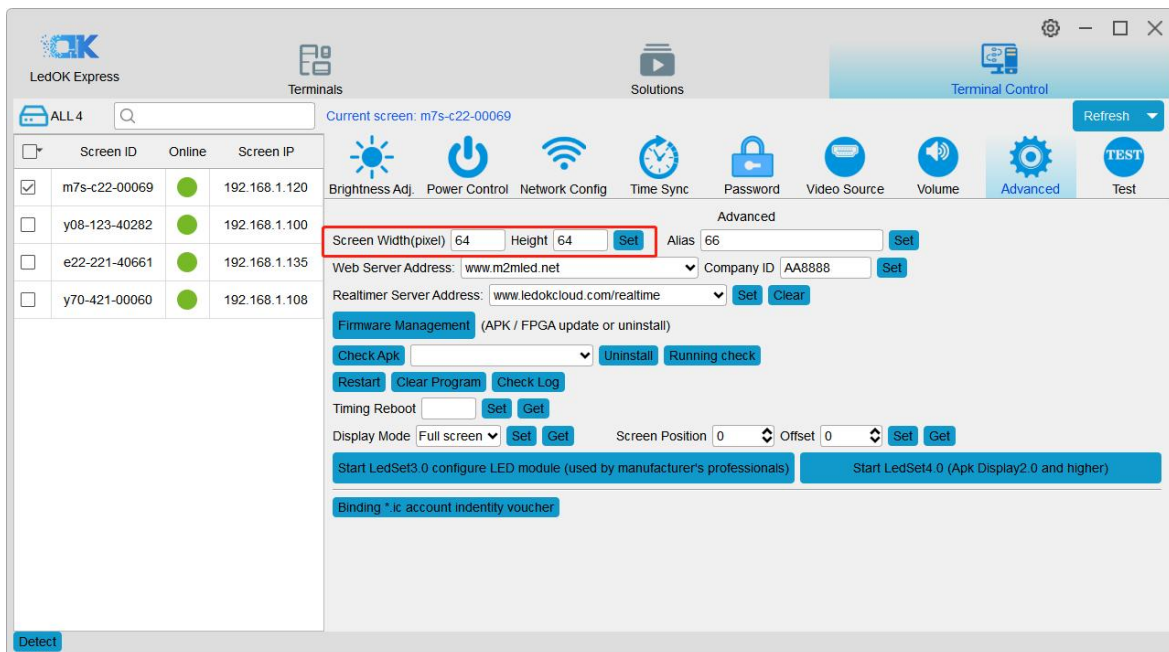 OK
LedOK Express
Terminals
Solutions
Terminal Control
ALL 4
Current screen: m7s-c22-00069
Refresh
Screen ID Online Screen IP
m7s-c22-00069 192.168.1.120
y08-123-40282 192.168.1.100
e22-221-40661 192.168.1.135
y70-421-00060 192.168.1.108
Brightness Adj. Power Control Network Config Time Sync Password Video Source Volume Advanced TEST Test
Advanced
Screen Width(pixel) 64 Height 64 Set Alias 66 Set
Web Server Address: www.m2mled.net Company ID AA8888 Set
Realtimer Server Address: www.ledokcloud.com/realtime Set Clear
Firmware Management (APK / FPGA update or uninstall)
Check Apk Uninstall Running check
Restart Clear Program Check Log
Timing Reboot Set Get
Display Mode Full screen Set Get Screen Position 0 Offset 0 Set Get
Start LedSet3.0 configure LED module (used by manufacturer's professionals) Start LedSet4.0 (Apk Display2.0 and higher)
Binding *.ic account indentity voucher
Detect